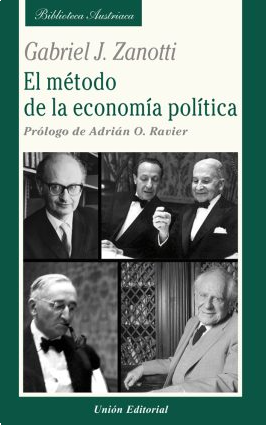 Biblioteca Austriaca
Gabriel J. Zanotti
El método
de la economía política
Prólogo de Adrián O. Ravier
Unión Editorial